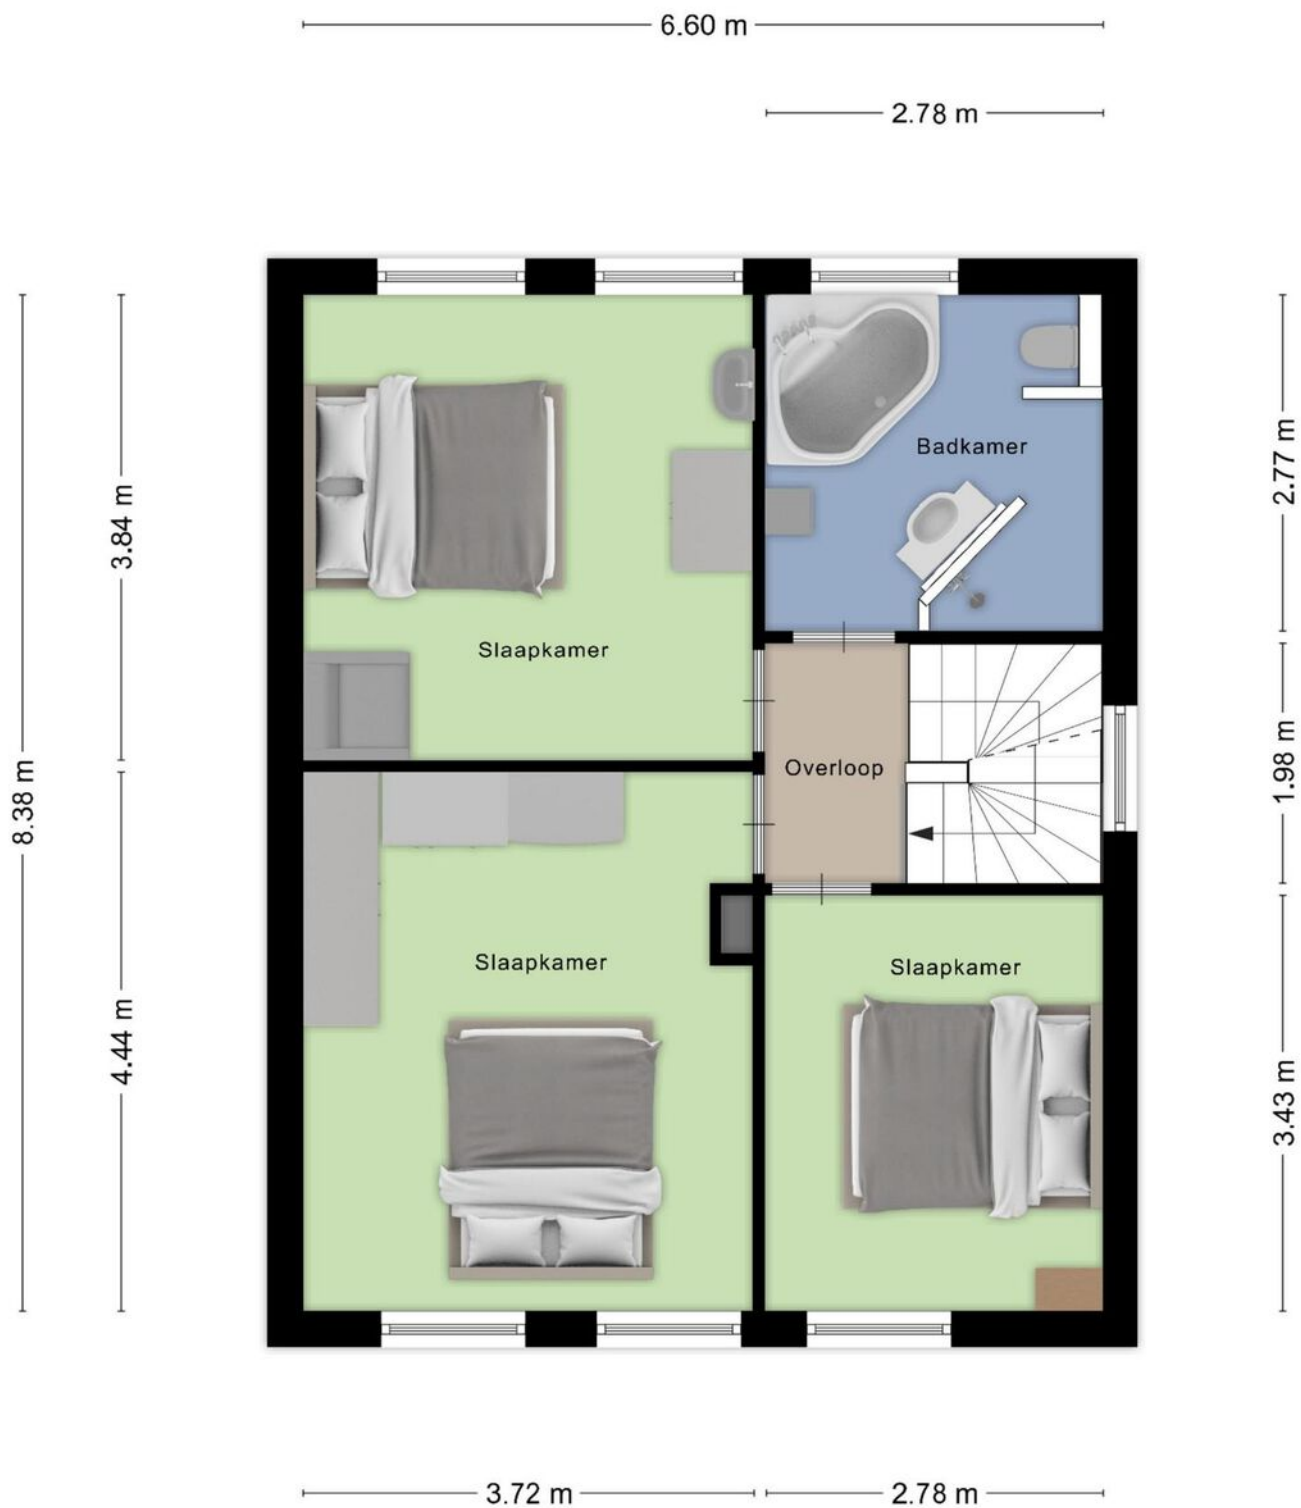 6.60 m
2.78 m
Badkamer
2.77 m
3.84 m
Slaapkamer
Overloop
1.98 m
8.38 m
Slaapkamer
Slaapkamer
4.44 m
3.43 m
3.72 m
2.78 m